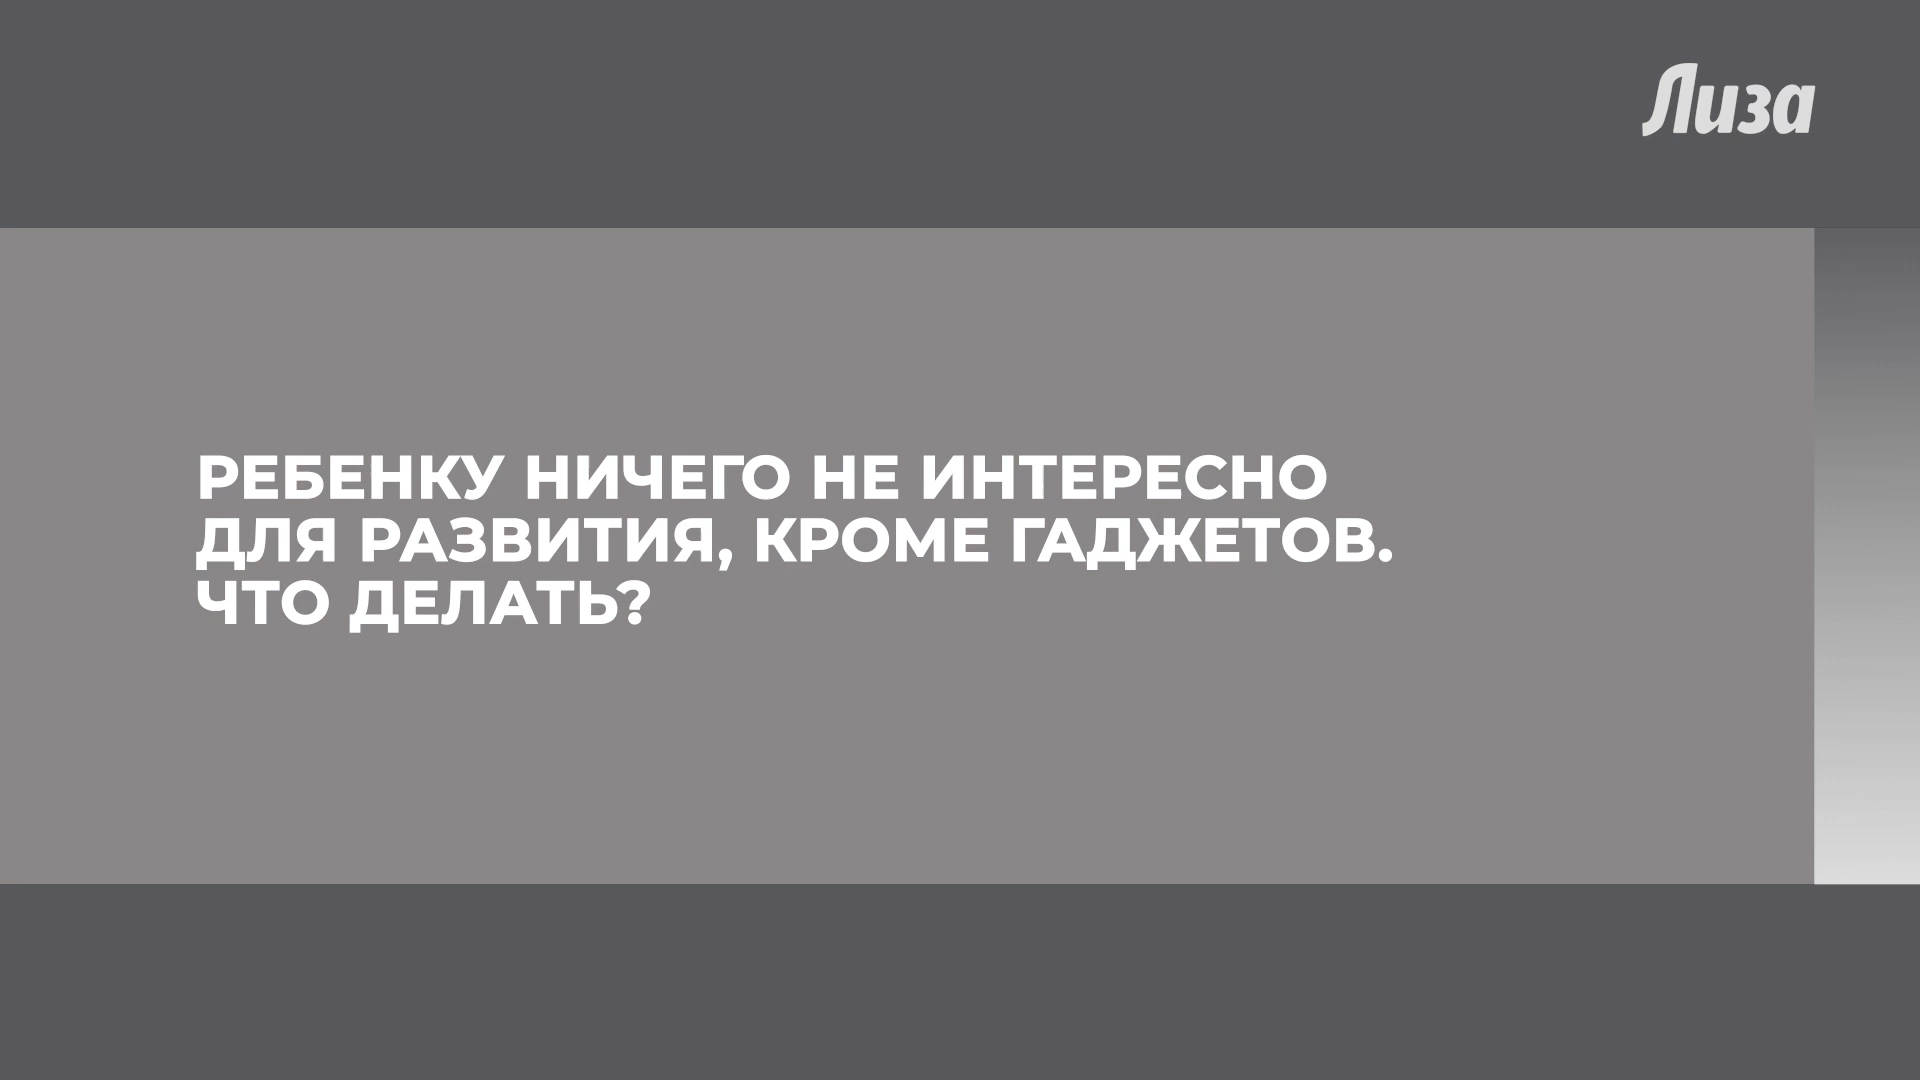 Лиза
РЕБЕНКУ НИЧЕГО НЕ ИНТЕРЕСНО
ДЛЯ РАЗВИТИЯ, КРОМЕ ГАДЖЕТОВ.
ЧТО ДЕЛАТЬ?